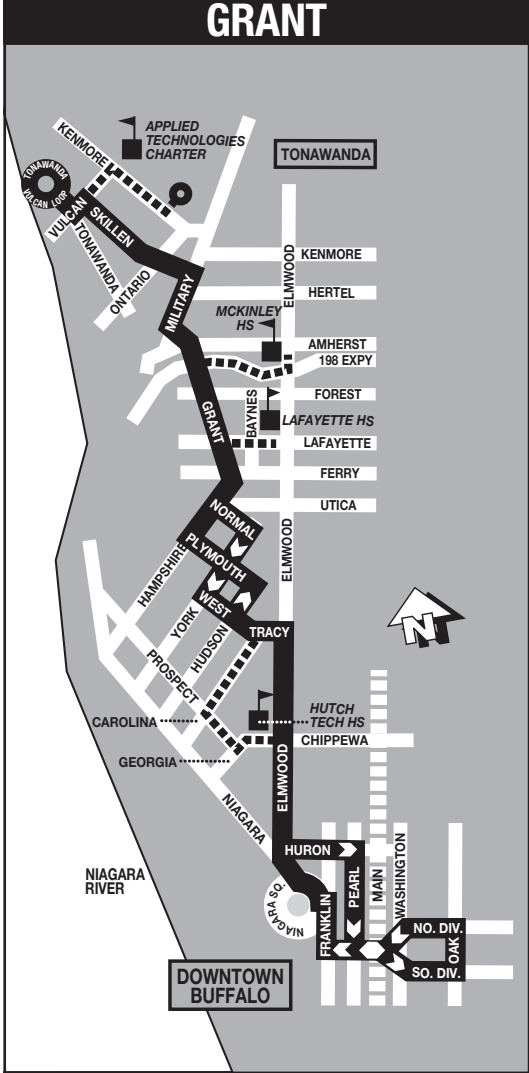 GRANT
KENMORE
APPLIED
TECHNOLOGIES
CHARTER
TONAWANDA
TONAWANDA
VULCAN LOOP
VULCAN
SKILLEN
TONAWANDA
ONTARIO
MILITARY
ELMWOOD
KENMORE
HERTEL
MCKINLEY
HS
AMHERST
198 EXPY
FOREST
BAYNES
LAFAYETTE HS
GRANT
LAFAYETTE
FERRY
UTICA
NORMAL
ELMWOOD
PLYMOUTH
HAMPSHIRE
WEST
YORK
HUDSON
TRACY
N
PROSPECT
CAROLINA
HUTCH
TECH HS
GEORGIA
CHIPPEWA
ELMWOOD
NIAGARA
HURON
NIAGARA
RIVER
NIAGARA SQ.
FRANKLIN
PEARL
MAIN
WASHINGTON
NO. DIV.
OAK
SO. DIV.
DOWNTOWN
BUFFALO